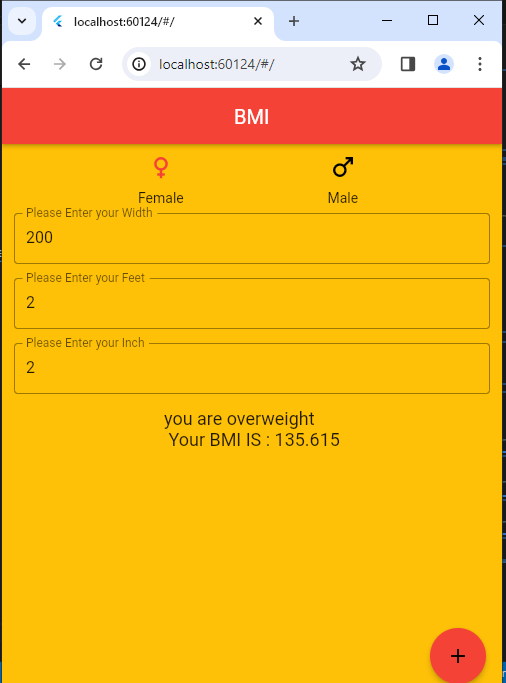 localhost:60124/#/
localhost:60124/#/
BMI
Female
Male
Please Enter your Width
200
Please Enter your Feet
2
Please Enter your Inch
2
you are overweight
Your BMI IS : 135.615